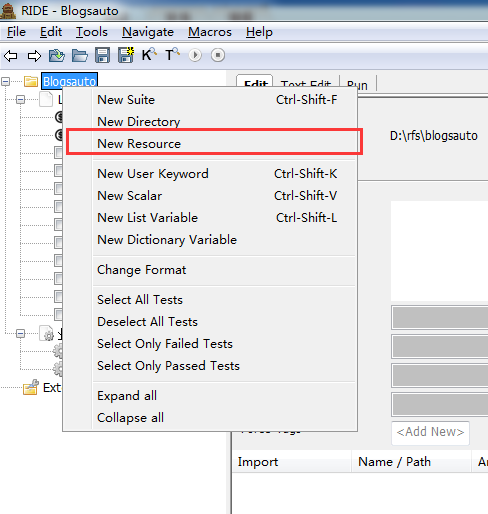 RIDE - Blogsauto
File Edit Tools Navigate Macros Help
Blogsauto
Edit Text Edit Run
New Suite Ctrl-Shift-F
New Directory
New Resource
D:\rfs\blogsauto
New User Keyword Ctrl-Shift-K
New Scalar Ctrl-Shift-V
New List Variable Ctrl-Shift-L
New Dictionary Variable
Change Format
Select All Tests
Deselect All Tests
Select Only Failed Tests
Select Only Passed Tests
Ext
Expand all
Collapse all
<Add New>
Import Name / Path